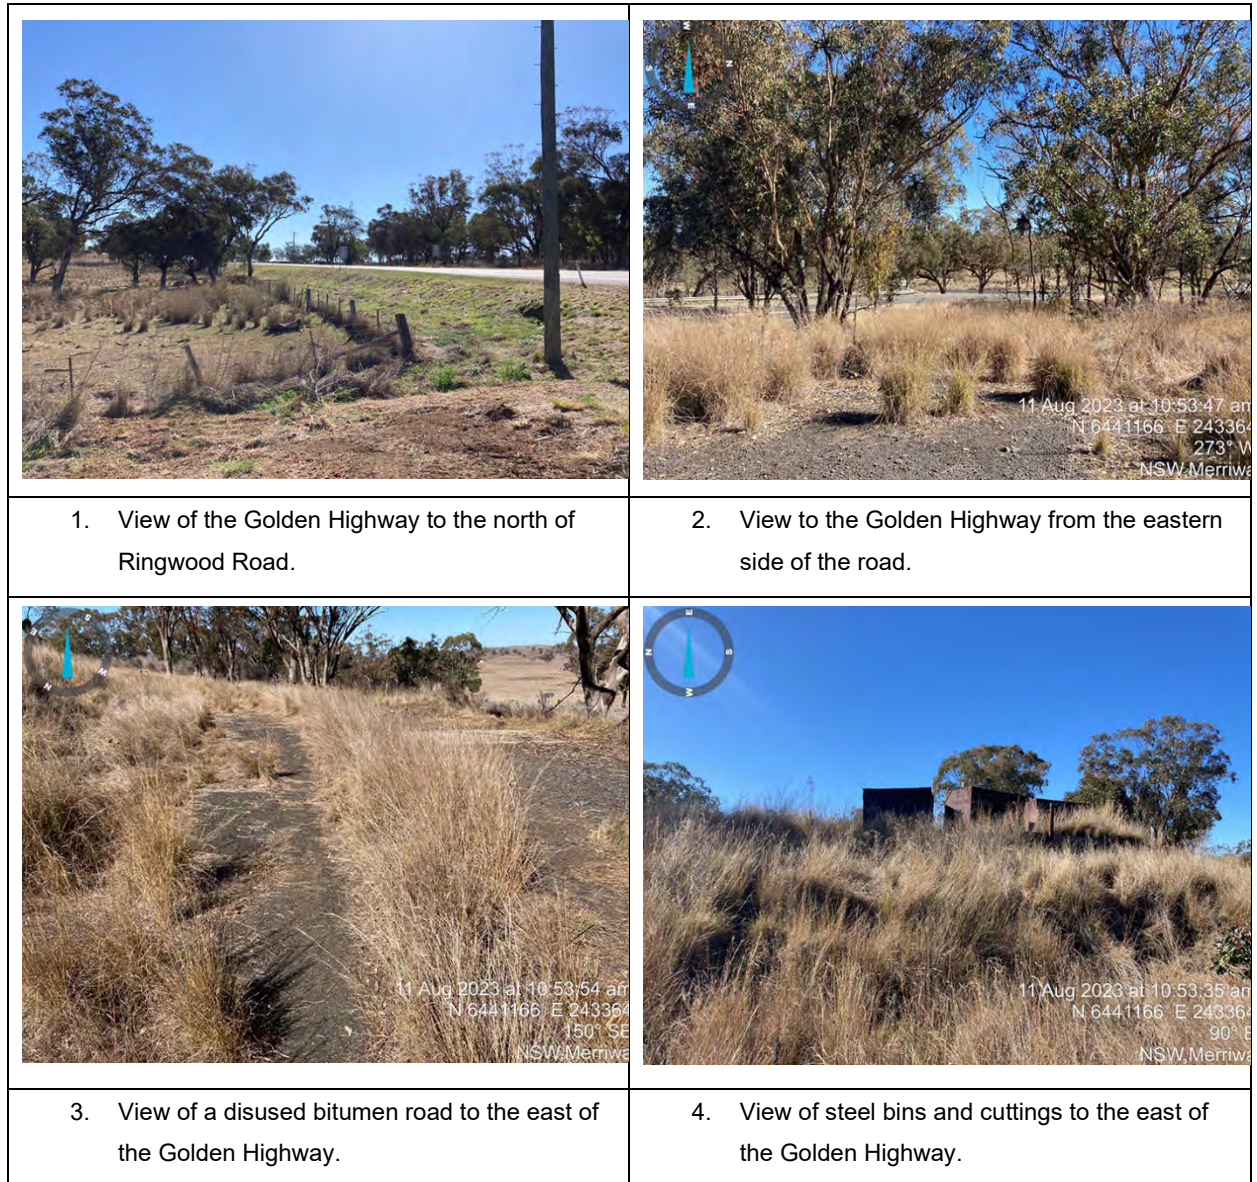 W
S N
E
11 Aug 2023 at 10:53:47 am
N 6441166 E 243364
273° W
NSW,Merriwa
1. View of the Golden Highway to the north of
Ringwood Road.
2. View to the Golden Highway from the eastern
side of the road.
S
N W
11 Aug 2023 at 10:53:54 am
N 6441166 E 243364
150° SE
NSW,Merriwa
E
N S
W
11 Aug 2023 at 10:53:35 am
N 6441166 E 243364
90° E
NSW,Merriwa
3. View of a disused bitumen road to the east of
the Golden Highway.
4. View of steel bins and cuttings to the east of
the Golden Highway.